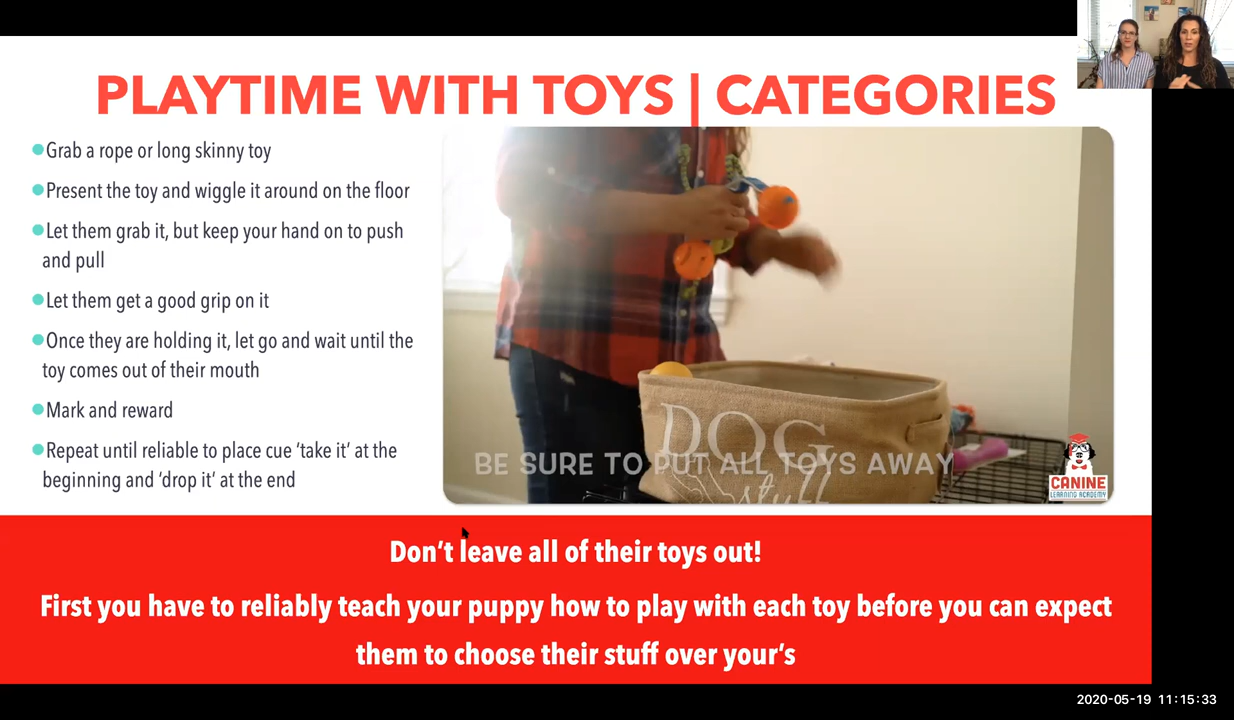 PLAYTIME WITH TOYS | CATEGORIES
Grab a rope or long skinny toy
Present the toy and wiggle it around on the floor
Let them grab it, but keep your hand on to push
and pull
Let them get a good grip on it
Once they are holding it, let go and wait until the
toy comes out of their mouth
Mark and reward
Repeat until reliable to place cue ‘take it’ at the
beginning and ‘drop it’ at the end
DOG
BE SURE TO PUT ALL TOYS AWAY
stuff
CANINE
LEARNING ACADEMY
Don’t leave all of their toys out!
First you have to reliably teach your puppy how to play with each toy before you can expect
them to choose their stuff over your’s
2020-05-19 11:15:33